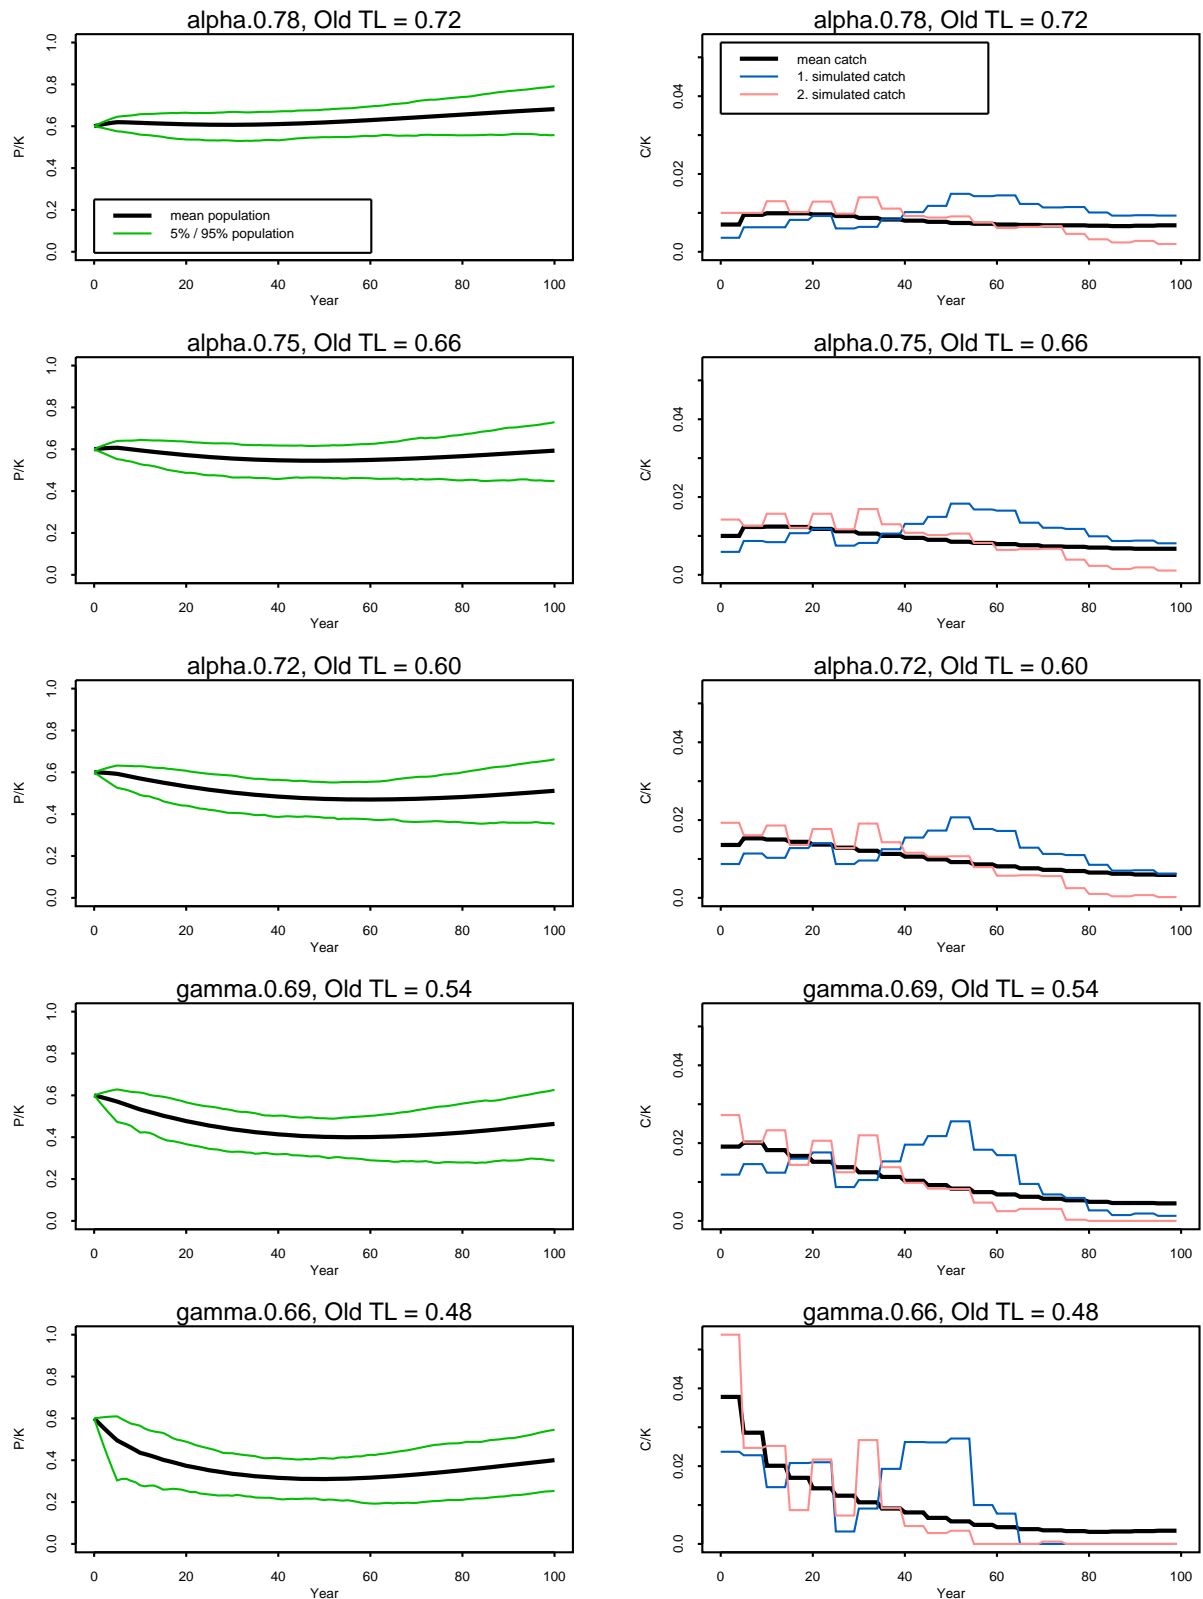 alpha.0.78, Old TL = 0.72
P/K
0.0 0.2 0.4 0.6 0.8 1.0
mean population
5% / 95% population
0 20 40 60 80 100
Year
alpha.0.78, Old TL = 0.72
C/K
0.0 0.02 0.04
mean catch
1. simulated catch
2. simulated catch
0 20 40 60 80 100
Year
alpha.0.75, Old TL = 0.66
P/K
0.0 0.2 0.4 0.6 0.8 1.0
0 20 40 60 80 100
Year
alpha.0.75, Old TL = 0.66
C/K
0.0 0.02 0.04
0 20 40 60 80 100
Year
alpha.0.72, Old TL = 0.60
P/K
0.0 0.2 0.4 0.6 0.8 1.0
0 20 40 60 80 100
Year
alpha.0.72, Old TL = 0.60
C/K
0.0 0.02 0.04
0 20 40 60 80 100
Year
gamma.0.69, Old TL = 0.54
P/K
0.0 0.2 0.4 0.6 0.8 1.0
0 20 40 60 80 100
Year
gamma.0.69, Old TL = 0.54
C/K
0.0 0.02 0.04
0 20 40 60 80 100
Year
gamma.0.66, Old TL = 0.48
P/K
0.0 0.2 0.4 0.6 0.8 1.0
0 20 40 60 80 100
Year
gamma.0.66, Old TL = 0.48
C/K
0.0 0.02 0.04
0 20 40 60 80 100
Year